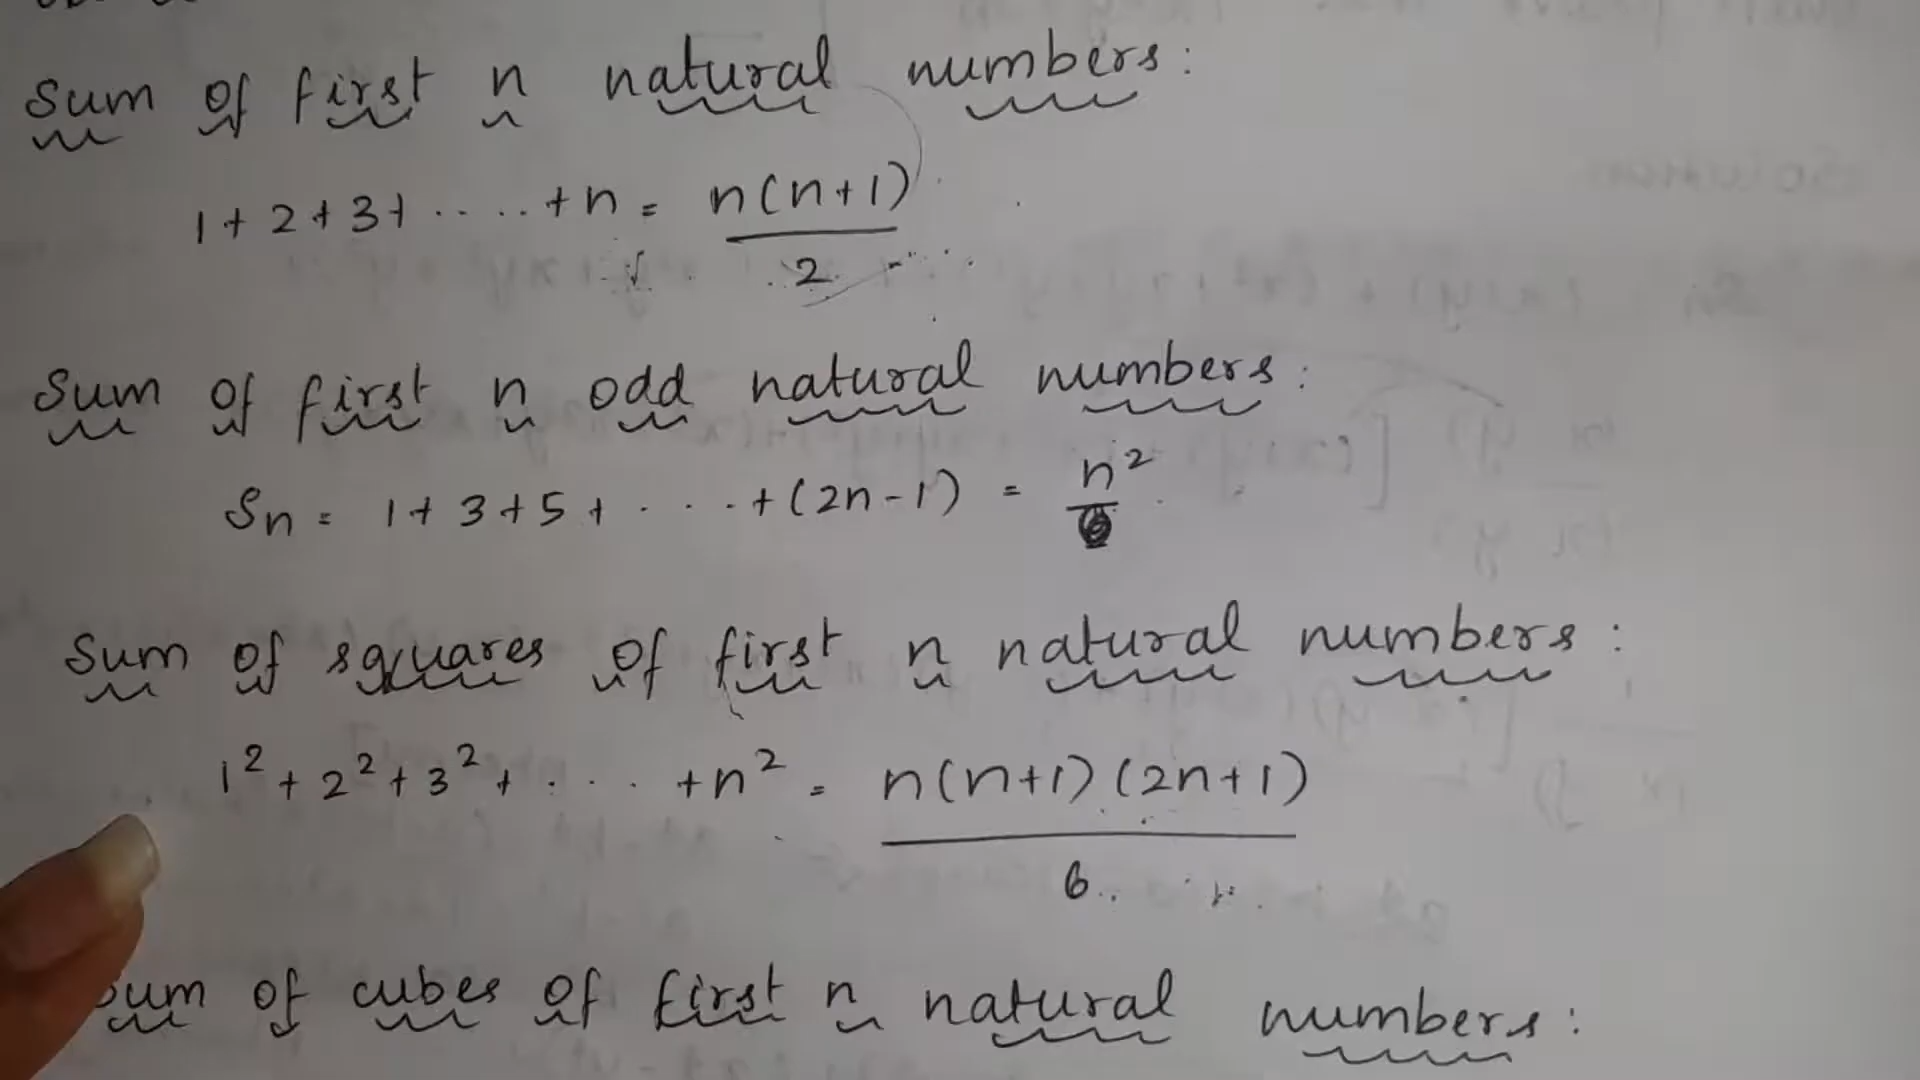 Sum of first n natural numbers:
1+2+3+.....+n = n(n+1)
2
Sum of first n odd natural numbers:
Sn = 1+3+5+....+(2n-1) = n²
Sum of squares of first n natural numbers:
1²+2²+3²+....+n² = n(n+1)(2n+1)
6
Sum of cubes of first n natural numbers: